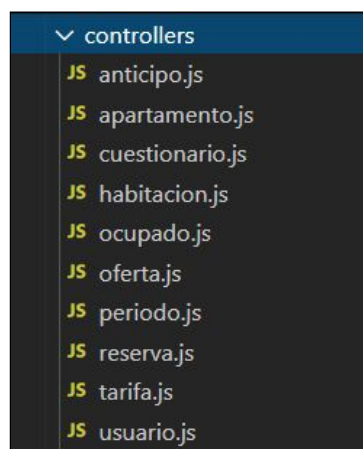 controllers
JS anticipo.js
JS apartamento.js
JS cuestionario.js
JS habitacion.js
JS ocupado.js
JS oferta.js
JS periodo.js
JS reserva.js
JS tarifa.js
JS usuario.js